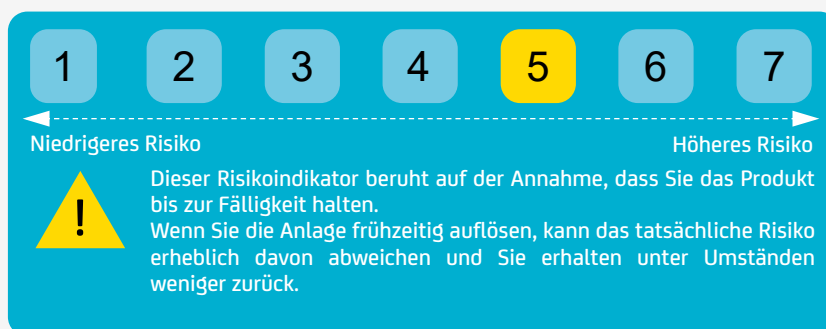 1 2 3 4 5 6 7
Niedrigeres Risiko Höheres Risiko
Dieser Risikoindikator beruht auf der Annahme, dass Sie das Produkt
! bis zur Fälligkeit halten.
Wenn Sie die Anlage frühzeitig auflösen, kann das tatsächliche Risiko
erheblich davon abweichen und Sie erhalten unter Umständen
weniger zurück.